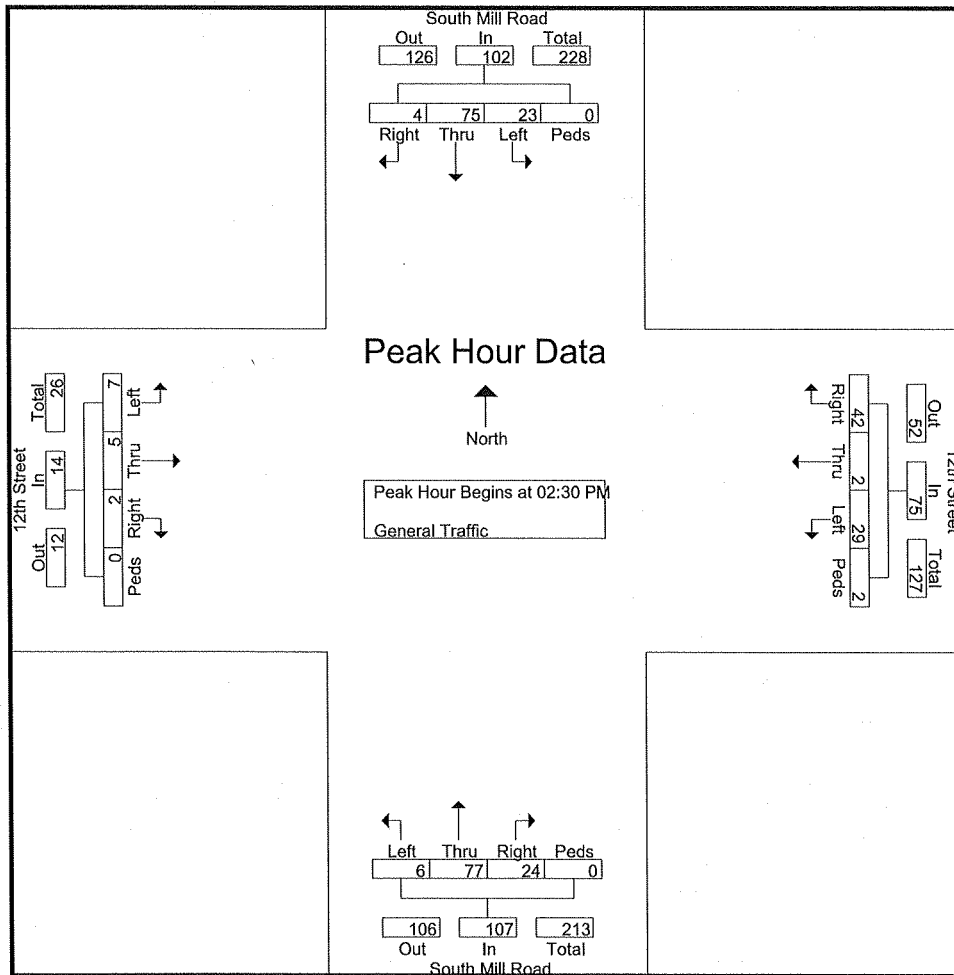 South Mill Road
Out In Total
126 102 228
4 75 23 0
Right Thru Left Peds
Peak Hour Data
North
Peak Hour Begins at 02:30 PM
General Traffic
12th Street
Out In Total
12 14 26
7 5 2 0
Left Thru Right Peds
12th Street
Out In Total
52 75 127
42 2 29 2
Right Thru Left Peds
Left Thru Right Peds
6 77 24 0
106 107 213
Out In Total
South Mill Road